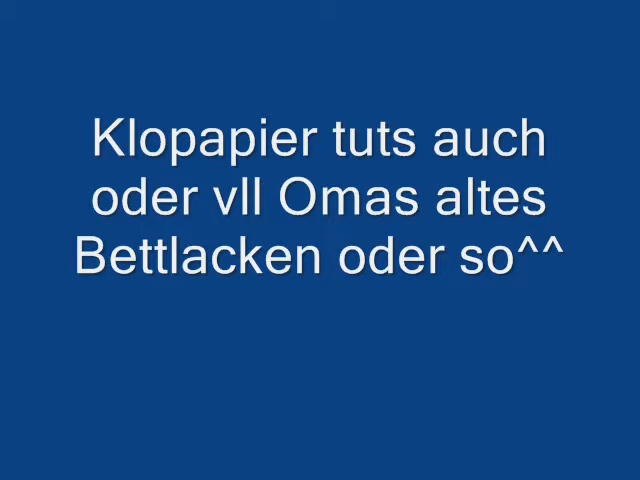 Klopapier tuts auch
oder vll Omas altes
Bettlacken oder so^^